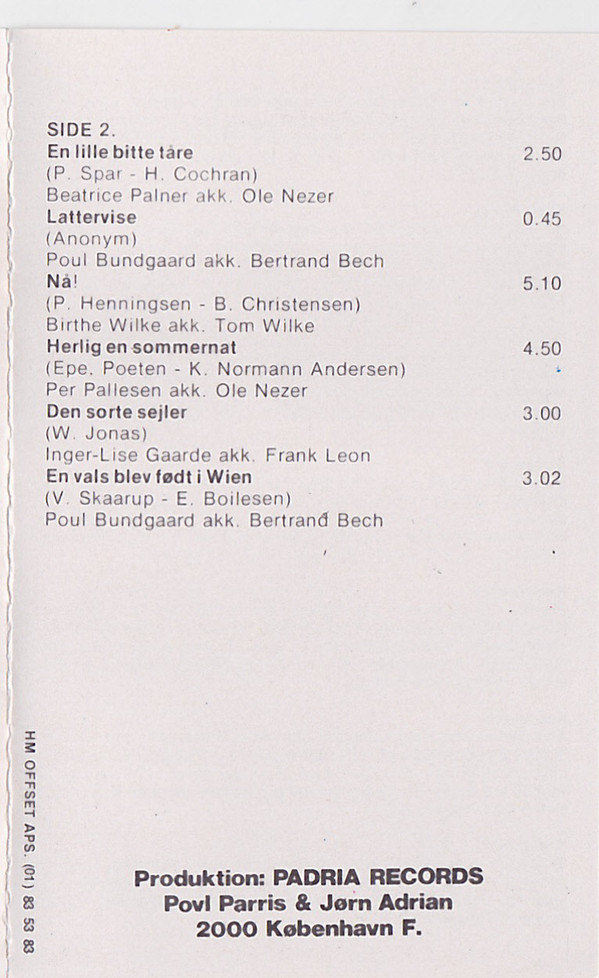 SIDE 2.
En lille bitte tåre 2.50
(P. Spar - H. Cochran)
Beatrice Palner akk. Ole Nezer
Lattervise 0.45
(Anonym)
Poul Bundgaard akk. Bertrand Bech
Nå! 5.10
(P. Henningsen - B. Christensen)
Birthe Wilke akk. Tom Wilke
Herlig en sommernat 4.50
(Epe. Poeten - K. Normann Andersen)
Per Pallesen akk. Ole Nezer
Den sorte sejler 3.00
(W. Jonas)
Inger-Lise Gaarde akk. Frank Leon
En vals blev født i Wien 3.02
(V. Skaarup - E. Boilesen)
Poul Bundgaard akk. Bertrand Bech
HM OFFSET APS. (01) 83 53 83
Produktion: PADRIA RECORDS
Povl Parris & Jørn Adrian
2000 København F.